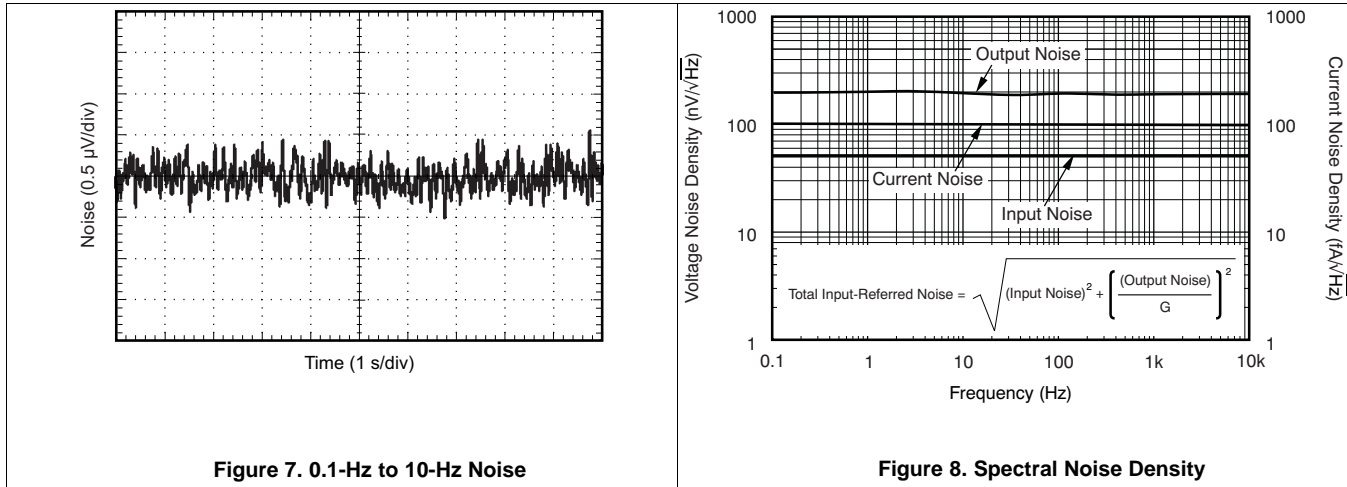 Noise (0.5 µV/div)
Time (1 s/div)
Figure 7. 0.1-Hz to 10-Hz Noise
Voltage Noise Density (nV/√Hz)
1000
100
10
1
Output Noise
Current Noise
Input Noise
Total Input-Referred Noise = √(Input Noise)² + [(Output Noise)/G]²
1000
100
10
1
Current Noise Density (fA/√Hz)
0.1 1 10 100 1k 10k
Frequency (Hz)
Figure 8. Spectral Noise Density